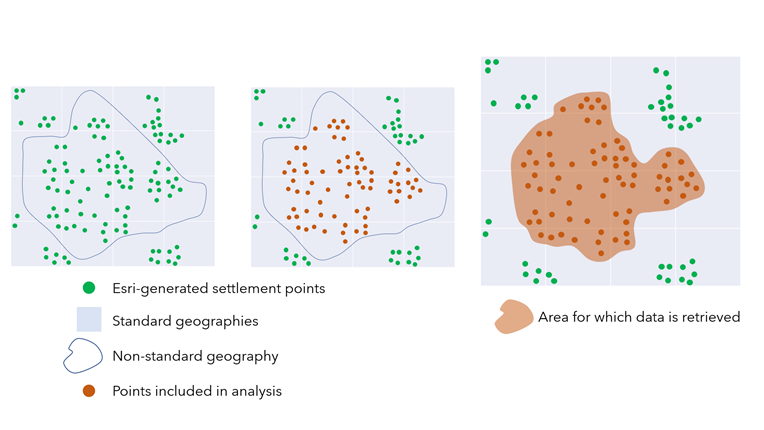 Esri-generated settlement points
Standard geographies
Non-standard geography
Points included in analysis
Area for which data is retrieved